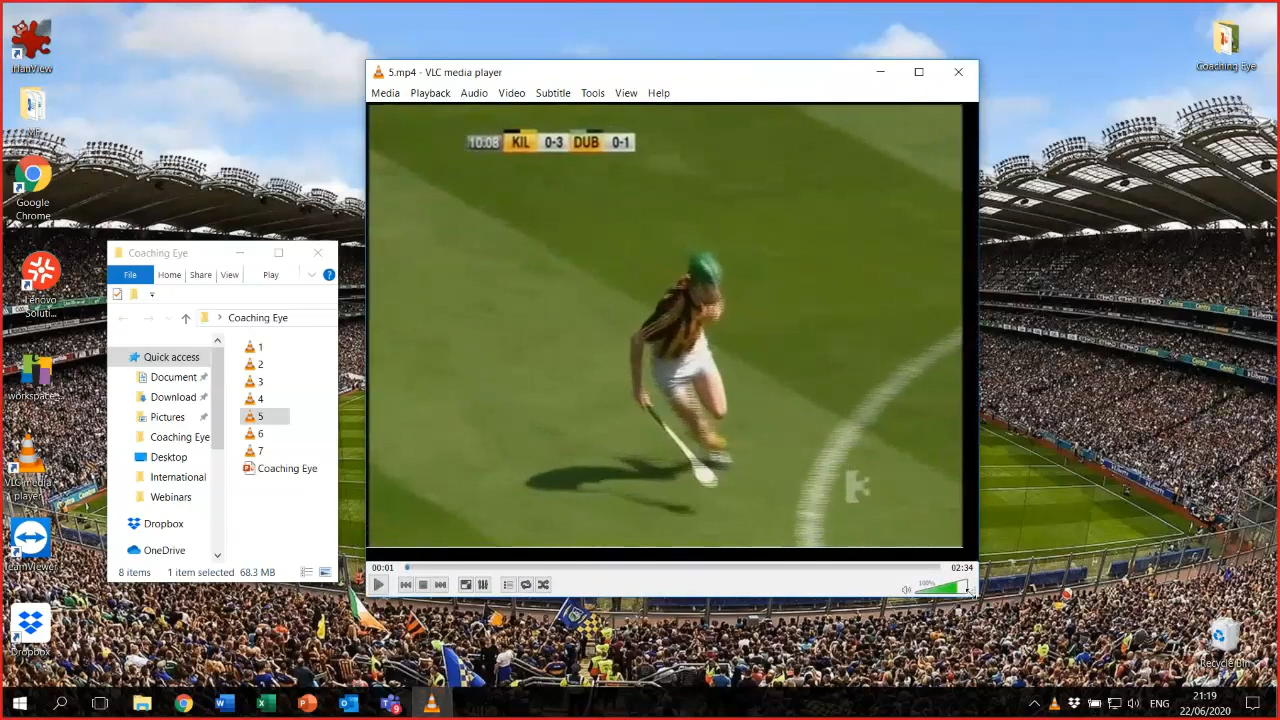 IrfanView
Coaching Eye
Google
Chrome
Lenovo
Soluti...
workspace...
VLC media
player
TeamViewer
Dropbox
Recycle Bin
Coaching Eye
File Home Share View Play
Coaching Eye
Quick access
Document
Download
Pictures
Coaching Eye
Desktop
International
Webinars
Dropbox
OneDrive
1
2
3
4
5
6
7
Coaching Eye
8 items 1 item selected 68.3 MB
5.mp4 - VLC media player
Media Playback Audio Video Subtitle Tools View Help
10:08 KIL 0-3 DUB 0-1
3
00:01 02:34
100%
9
ENG
21:19
22/06/2020